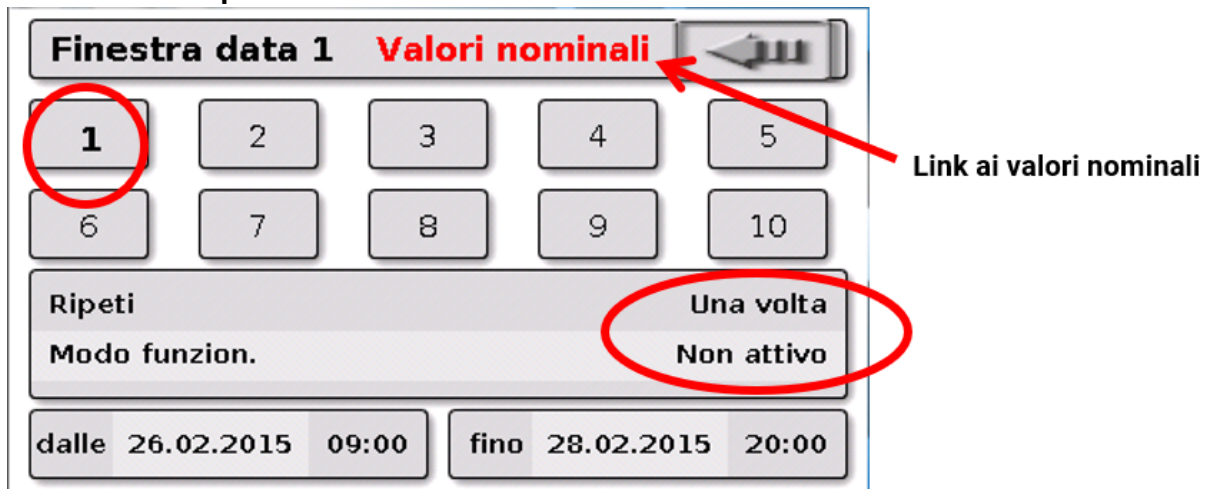 Finestra data 1 Valori nominali
1 2 3 4 5
Link ai valori nominali
6 7 8 9 10
Ripeti Una volta
Modo funzion. Non attivo
dalle 26.02.2015 09:00 fino 28.02.2015 20:00